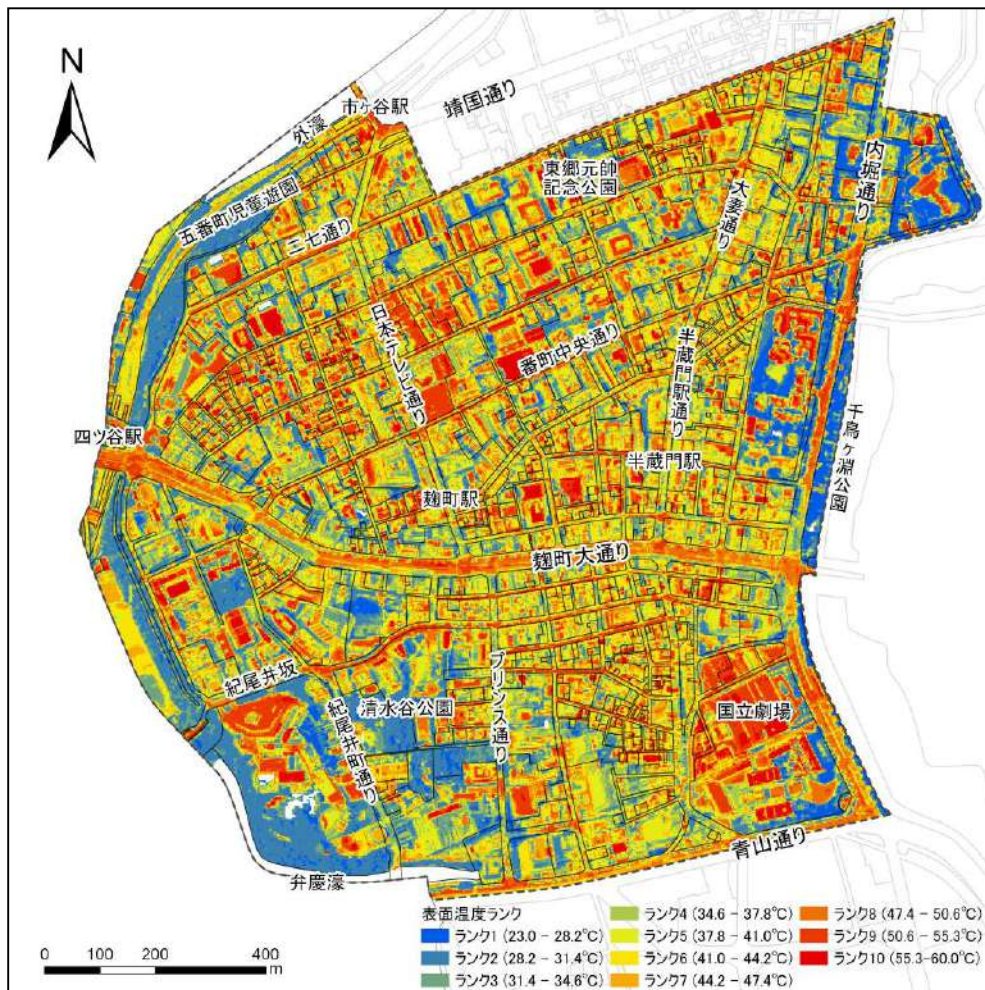 N
市ヶ谷駅
靖国通り
外濠
東郷元帥
記念公園
内堀通り
大妻通り
五番町児童遊園
二七通り
日本テレビ通り
番町中央通り
半蔵門駅通り
千鳥ヶ淵公園
四ツ谷駅
半蔵門駅
麹町駅
麹町大通り
紀尾井坂
清水谷公園
プリンス通り
国立劇場
紀尾井町通り
青山通り
弁慶濠
表面温度ランク
ランク1 (23.0 - 28.2℃)
ランク2 (28.2 - 31.4℃)
ランク3 (31.4 - 34.6℃)
ランク4 (34.6 - 37.8℃)
ランク5 (37.8 - 41.0℃)
ランク6 (41.0 - 44.2℃)
ランク7 (44.2 - 47.4℃)
ランク8 (47.4 - 50.6℃)
ランク9 (50.6 - 55.3℃)
ランク10 (55.3-60.0℃)
0 100 200 400
m